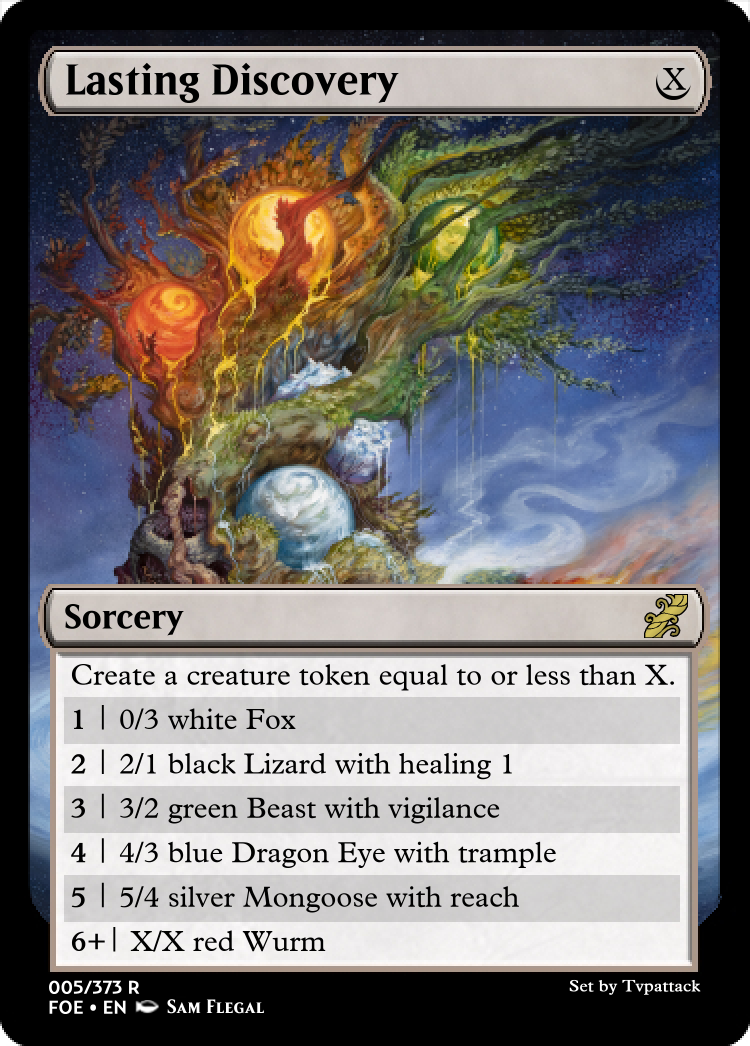 Lasting Discovery X
Sorcery
Create a creature token equal to or less than X.
1 | 0/3 white Fox
2 | 2/1 black Lizard with healing 1
3 | 3/2 green Beast with vigilance
4 | 4/3 blue Dragon Eye with trample
5 | 5/4 silver Mongoose with reach
6+| X/X red Wurm
005/373 R Set by Tvpattack
FOE • EN Sam Flegal